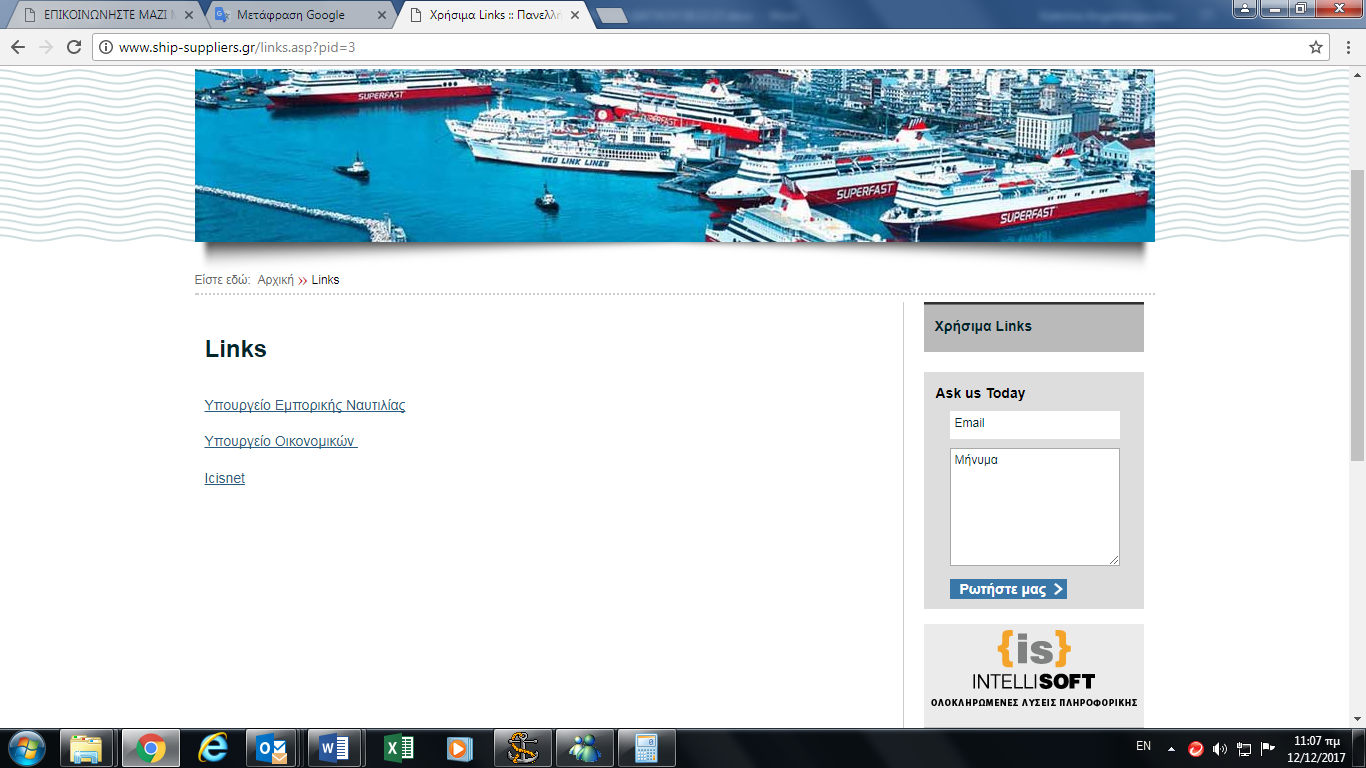 ΕΠΙΚΟΙΝΩΝΗΣΤΕ ΜΑΖΙ
Μετάφραση Google
Χρήσιμα Links :: Πανελλή
www.ship-suppliers.gr/links.asp?pid=3
SUPERFAST
MED LINK LINES
SUPERFAST
SUPERFAST
Είστε εδώ: Αρχική ›› Links
Links
Υπουργείο Εμπορικής Ναυτιλίας
Υπουργείο Οικονομικών
Icisnet
Χρήσιμα Links
Ask us Today
Email
Μήνυμα
Ρωτήστε μας
{is}
INTELLISOFT
ΟΛΟΚΛΗΡΩΜΕΝΕΣ ΛΥΣΕΙΣ ΠΛΗΡΟΦΟΡΙΚΗΣ
EN
11:07 πμ
12/12/2017